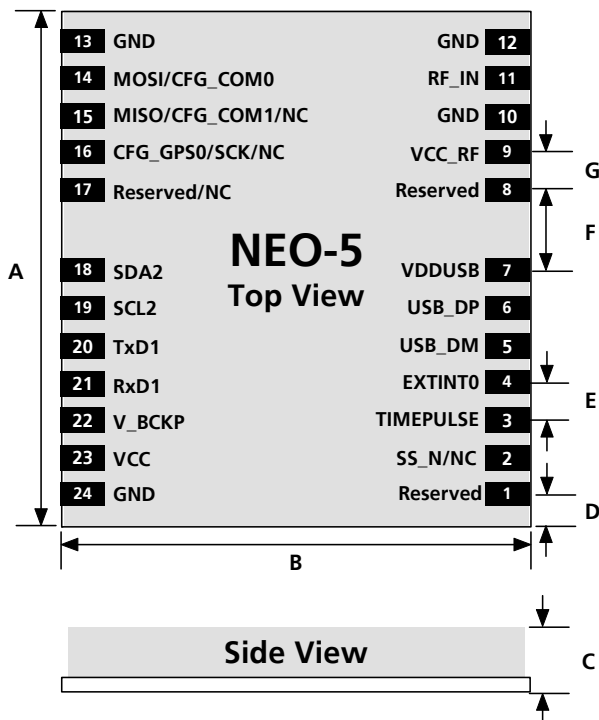 13 GND GND 12
14 MOSI/CFG_COM0 RF_IN 11
15 MISO/CFG_COM1/NC GND 10
16 CFG_GPS0/SCK/NC VCC_RF 9
G
17 Reserved/NC Reserved 8
F
NEO-5
A
18 SDA2 VDDUSB 7
Top View
19 SCL2 USB_DP 6
20 TxD1 USB_DM 5
21 RxD1 EXTINT0 4
E
22 V_BCKP TIMEPULSE 3
23 VCC SS_N/NC 2
24 GND Reserved 1
D
B
Side View
C